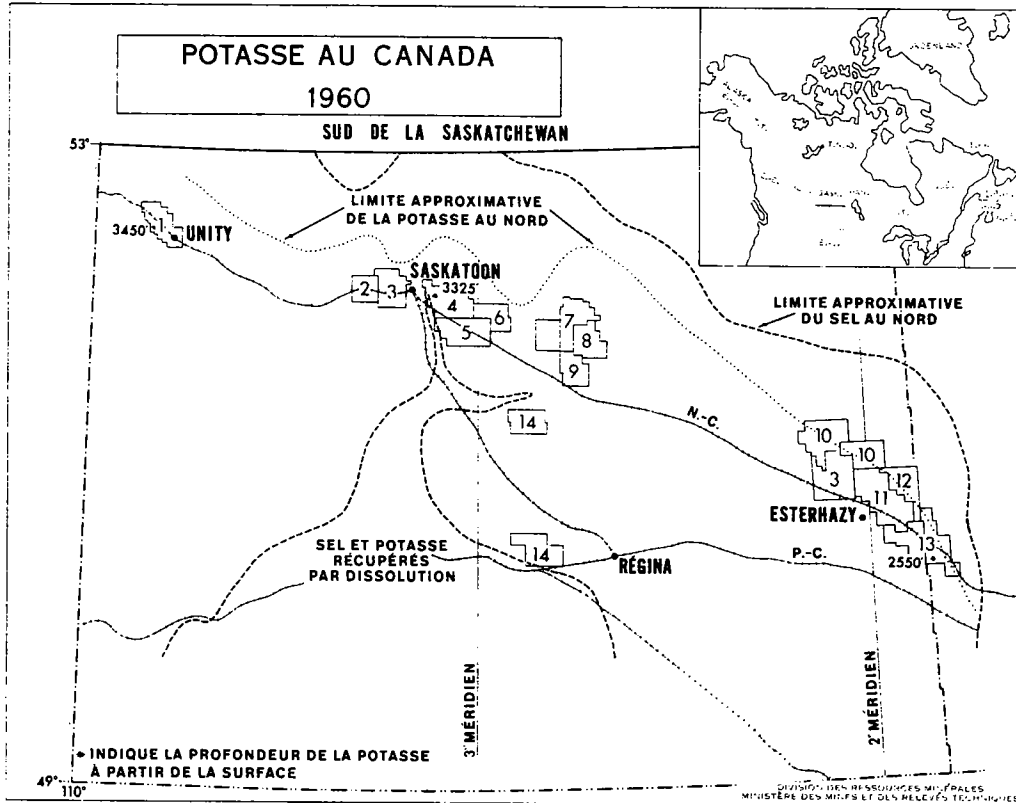 POTASSE AU CANADA
1960
SUD DE LA SASKATCHEWAN
53°
LIMITE APPROXIMATIVE
DE LA POTASSE AU NORD
1
3450'
UNITY
SASKATOON
3325'
2
3
4
5
6
7
8
9
LIMITE APPROXIMATIVE
DU SEL AU NORD
14
N.-C.
10
10
3
11
12
ESTERHAZY
13
2550'
SEL ET POTASSE
RÉCUPÉRÉS
PAR DISSOLUTION
14
RÉGINA
P.-C.
3e MÉRIDIEN
2e MÉRIDIEN
INDIQUE LA PROFONDEUR DE LA POTASSE
À PARTIR DE LA SURFACE
49°
110°
DIVISION DES RESSOURCES MINÉRALES
MINISTÈRE DES MINES ET DES RELEVÉS TECHNIQUES